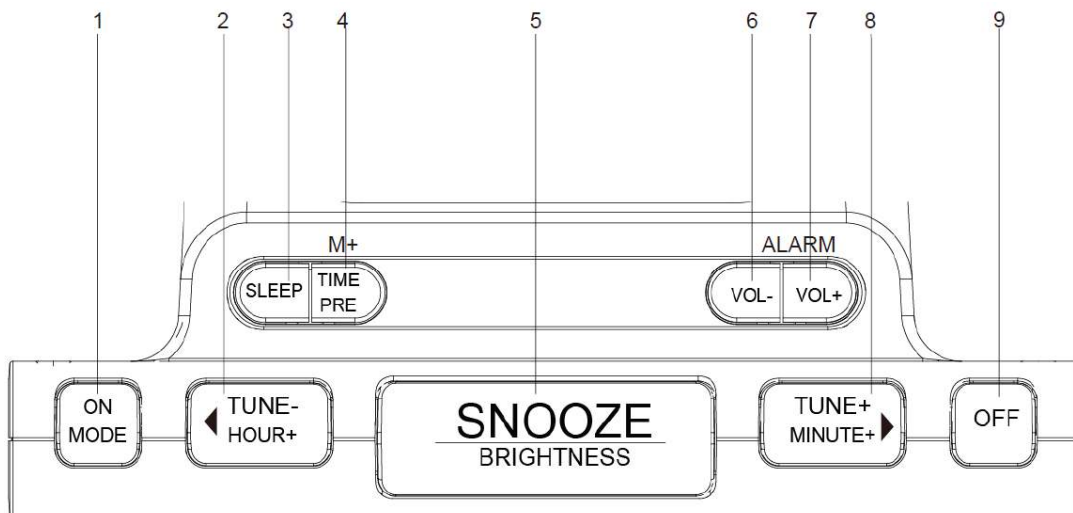 1 2 3 4 5 6 7 8 9
M+ ALARM
SLEEP
TIME
PRE
VOL- VOL+
ON
MODE
TUNE-
HOUR+
SNOOZE
BRIGHTNESS
TUNE+
MINUTE+
OFF